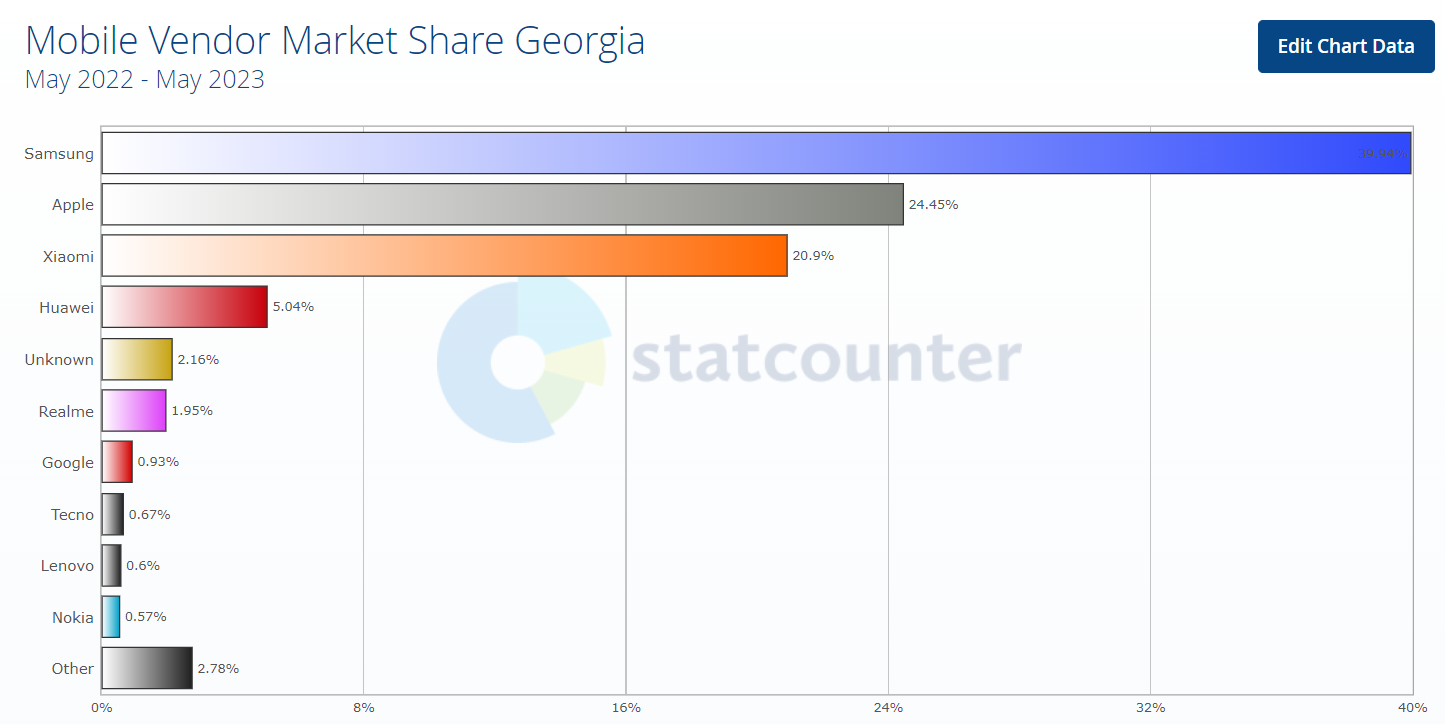 Mobile Vendor Market Share Georgia
Edit Chart Data
May 2022 - May 2023
Samsung 39.94%
Apple 24.45%
Xiaomi 20.9%
Huawei 5.04%
statcounter
Unknown 2.16%
Realme 1.95%
Google 0.93%
Tecno 0.67%
Lenovo 0.6%
Nokia 0.57%
Other 2.78%
0% 8% 16% 24% 32% 40%